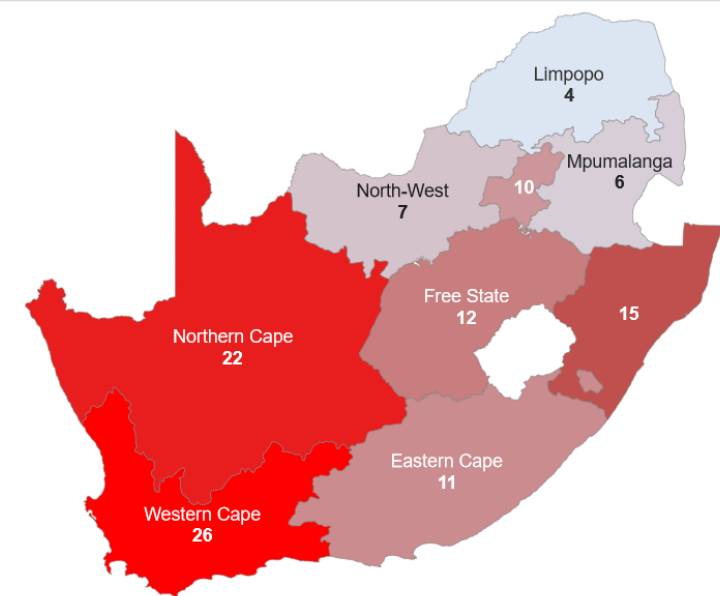 Limpopo
4
Mpumalanga
6
10
North-West
7
Free State
12
15
Northern Cape
22
Eastern Cape
11
Western Cape
26